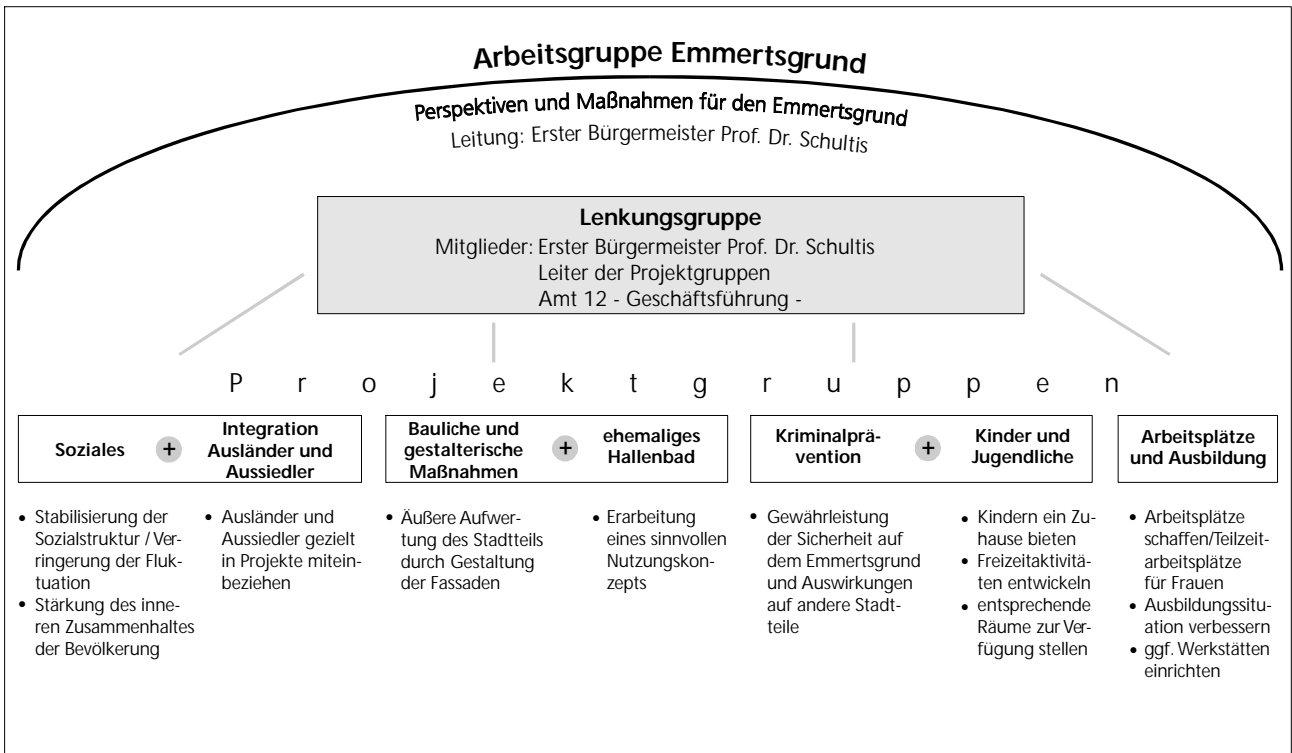 Arbeitsgruppe Emmertsgrund
Perspektiven und Maßnahmen für den Emmertsgrund
Leitung: Erster Bürgermeister Prof. Dr. Schultis
Lenkungsgruppe
Mitglieder: Erster Bürgermeister Prof. Dr. Schultis
Leiter der Projektgruppen
Amt 12 - Geschäftsführung -
P r o j e k t g r u p p e n
Soziales
+
Integration
Ausländer und
Aussiedler
Bauliche und
gestalterische
Maßnahmen
+
ehemaliges
Hallenbad
Kriminalprä-
vention
+
Kinder und
Jugendliche
Arbeitsplätze
und Ausbildung
• Stabilisierung der
Sozialstruktur / Ver-
ringerung der Fluk-
tuation
• Stärkung des inne-
ren Zusammenhaltes
der Bevölkerung
• Ausländer und
Aussiedler gezielt
in Projekte mitein-
beziehen
• Äußere Aufwer-
tung des Stadtteils
durch Gestaltung
der Fassaden
• Erarbeitung
eines sinnvollen
Nutzungskon-
zepts
• Gewährleistung
der Sicherheit auf
dem Emmertsgrund
und Auswirkungen
auf andere Stadt-
teile
• Kindern ein Zu-
hause bieten
• Freizeitaktivitä-
ten entwickeln
• entsprechende
Räume zur Ver-
fügung stellen
• Arbeitsplätze
schaffen/Teilzeit-
arbeitsplätze
für Frauen
• Ausbildungssitu-
ation verbessern
• ggf. Werkstätten
einrichten